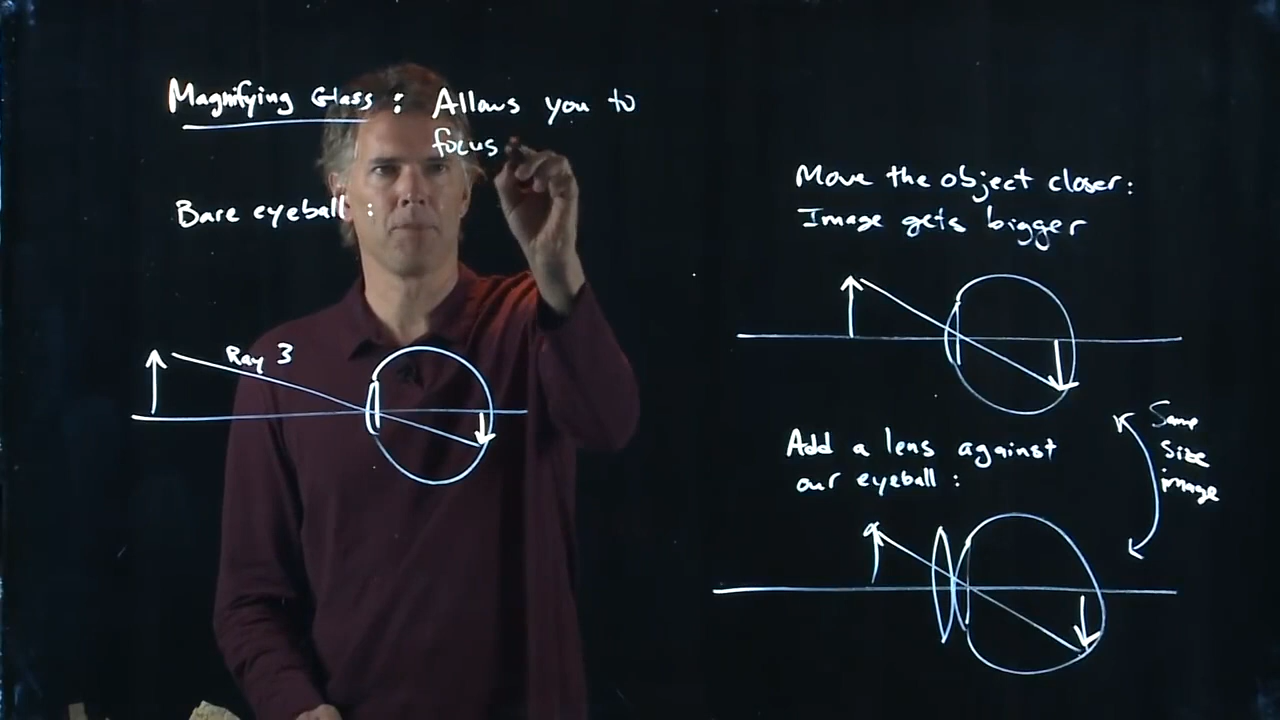 Magnifying Glass : Allows you to
focus
Bare eyeball :
Ray 3
Move the object closer:
Image gets bigger
Add a lens against
our eyeball :
Same
Size
image